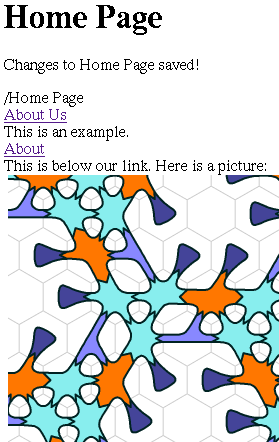 Home Page
Changes to Home Page saved!
/Home Page
About Us
This is an example.
About
This is below our link. Here is a picture: